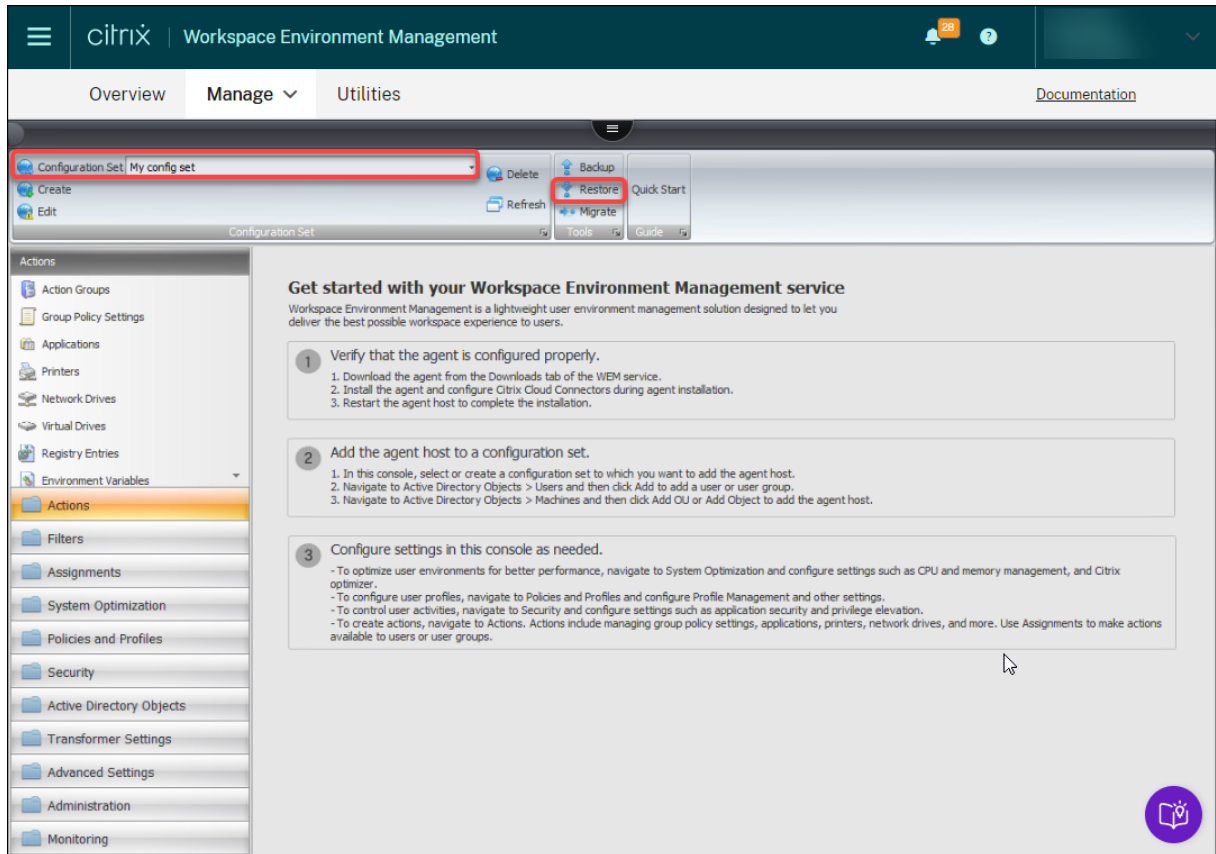 citrix | Workspace Environment Management
28
?
Overview
Manage
Utilities
Documentation
Configuration Set My config set
Create
Edit
Delete
Refresh
Configuration Set
Backup
Restore
Migrate
Tools
Quick Start
Guide
Actions
Action Groups
Group Policy Settings
Applications
Printers
Network Drives
Virtual Drives
Registry Entries
Environment Variables
Actions
Filters
Assignments
System Optimization
Policies and Profiles
Security
Active Directory Objects
Transformer Settings
Advanced Settings
Administration
Monitoring
Get started with your Workspace Environment Management service
Workspace Environment Management is a lightweight user environment management solution designed to let you
deliver the best possible workspace experience to users.
1
Verify that the agent is configured properly.
1. Download the agent from the Downloads tab of the WEM service.
2. Install the agent and configure Citrix Cloud Connectors during agent installation.
3. Restart the agent host to complete the installation.
2
Add the agent host to a configuration set.
1. In this console, select or create a configuration set to which you want to add the agent host.
2. Navigate to Active Directory Objects > Users and then click Add to add a user or user group.
3. Navigate to Active Directory Objects > Machines and then click Add OU or Add Object to add the agent host.
3
Configure settings in this console as needed.
- To optimize user environments for better performance, navigate to System Optimization and configure settings such as CPU and memory management, and Citrix
optimizer.
- To configure user profiles, navigate to Policies and Profiles and configure Profile Management and other settings.
- To control user activities, navigate to Security and configure settings such as application security and privilege elevation.
- To create actions, navigate to Actions. Actions include managing group policy settings, applications, printers, network drives, and more. Use Assignments to make actions
available to users or user groups.